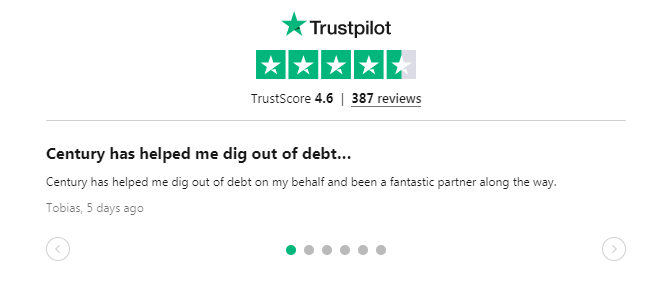 Trustpilot
TrustScore 4.6 | 387 reviews
Century has helped me dig out of debt...
Century has helped me dig out of debt on my behalf and been a fantastic partner along the way.
Tobias, 5 days ago